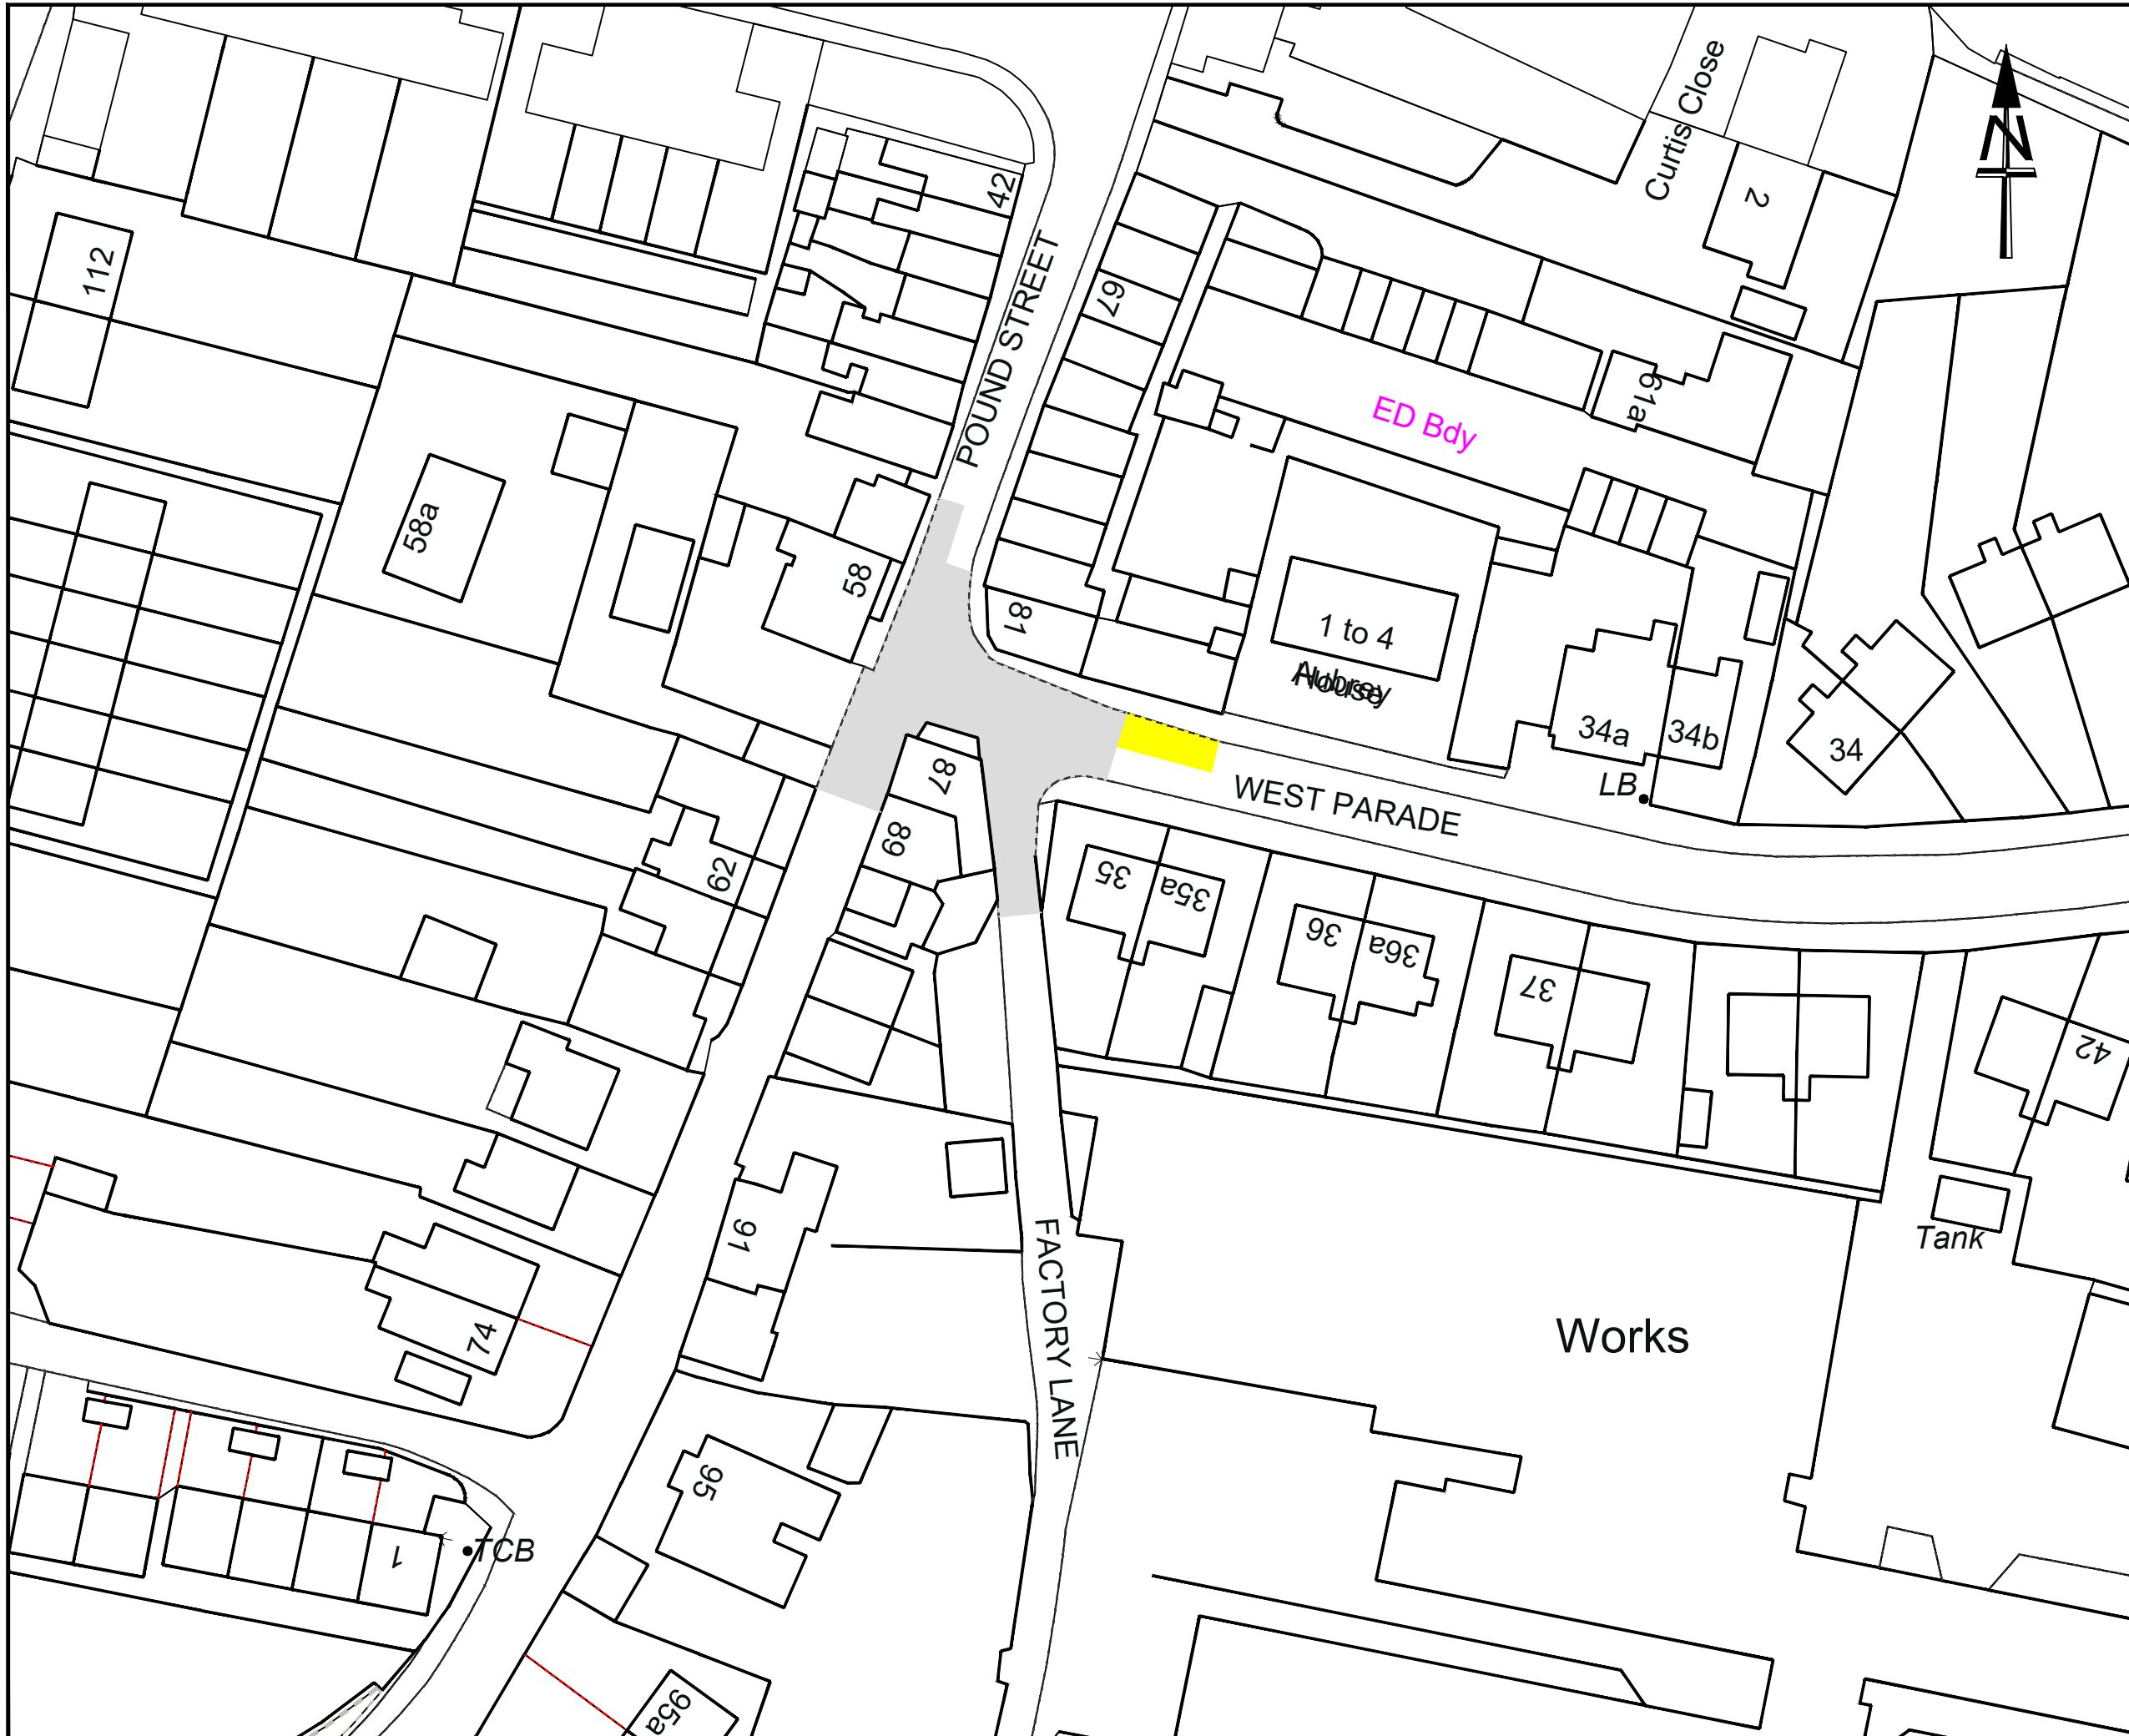 Curtis Close
N
42
2
112
POUND STREET
67
61a
ED Bdy
58a
58
81
1 to 4
Aubrey
House
34a
34b
34
LB
87
WEST PARADE
89
62
35
35a
36
36a
37
42
91
Tank
FACTORY LANE
74
Works
95
1
TCB
95a